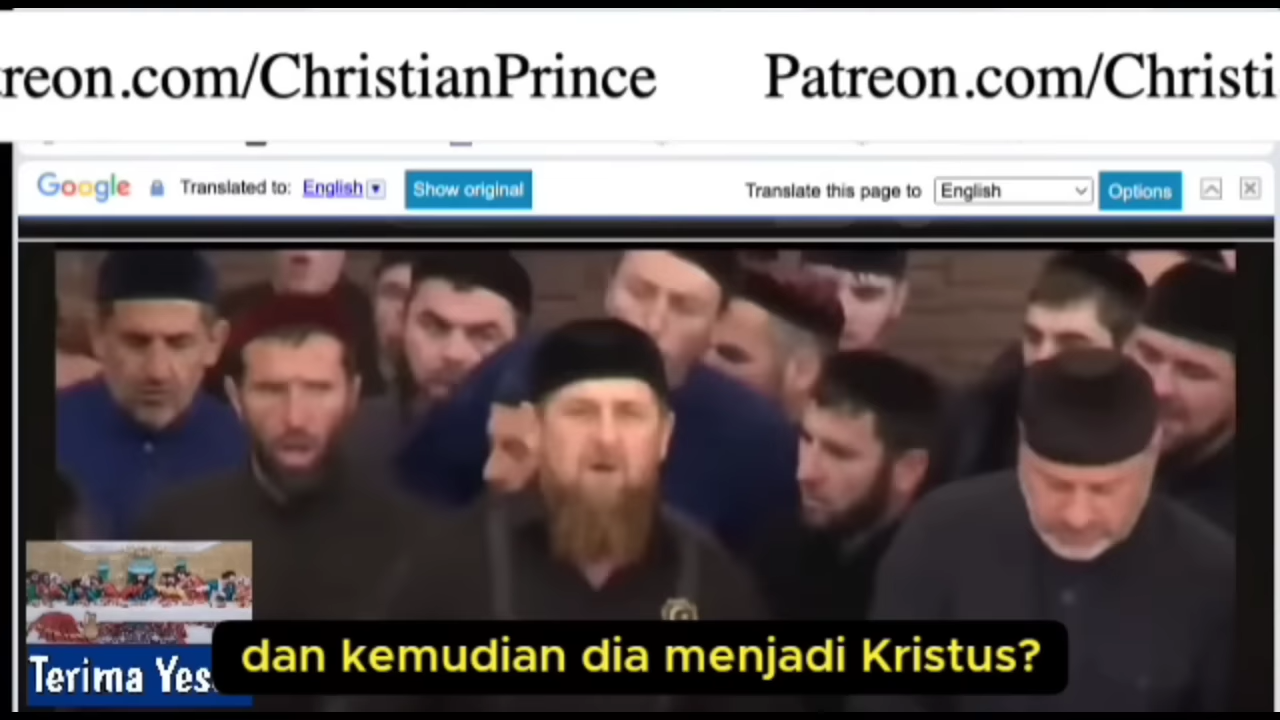 treon.com/ChristianPrince Patreon.com/Christi
Google Translated to: English Show original Translate this page to English Options
Terima Yes
dan kemudian dia menjadi Kristus?